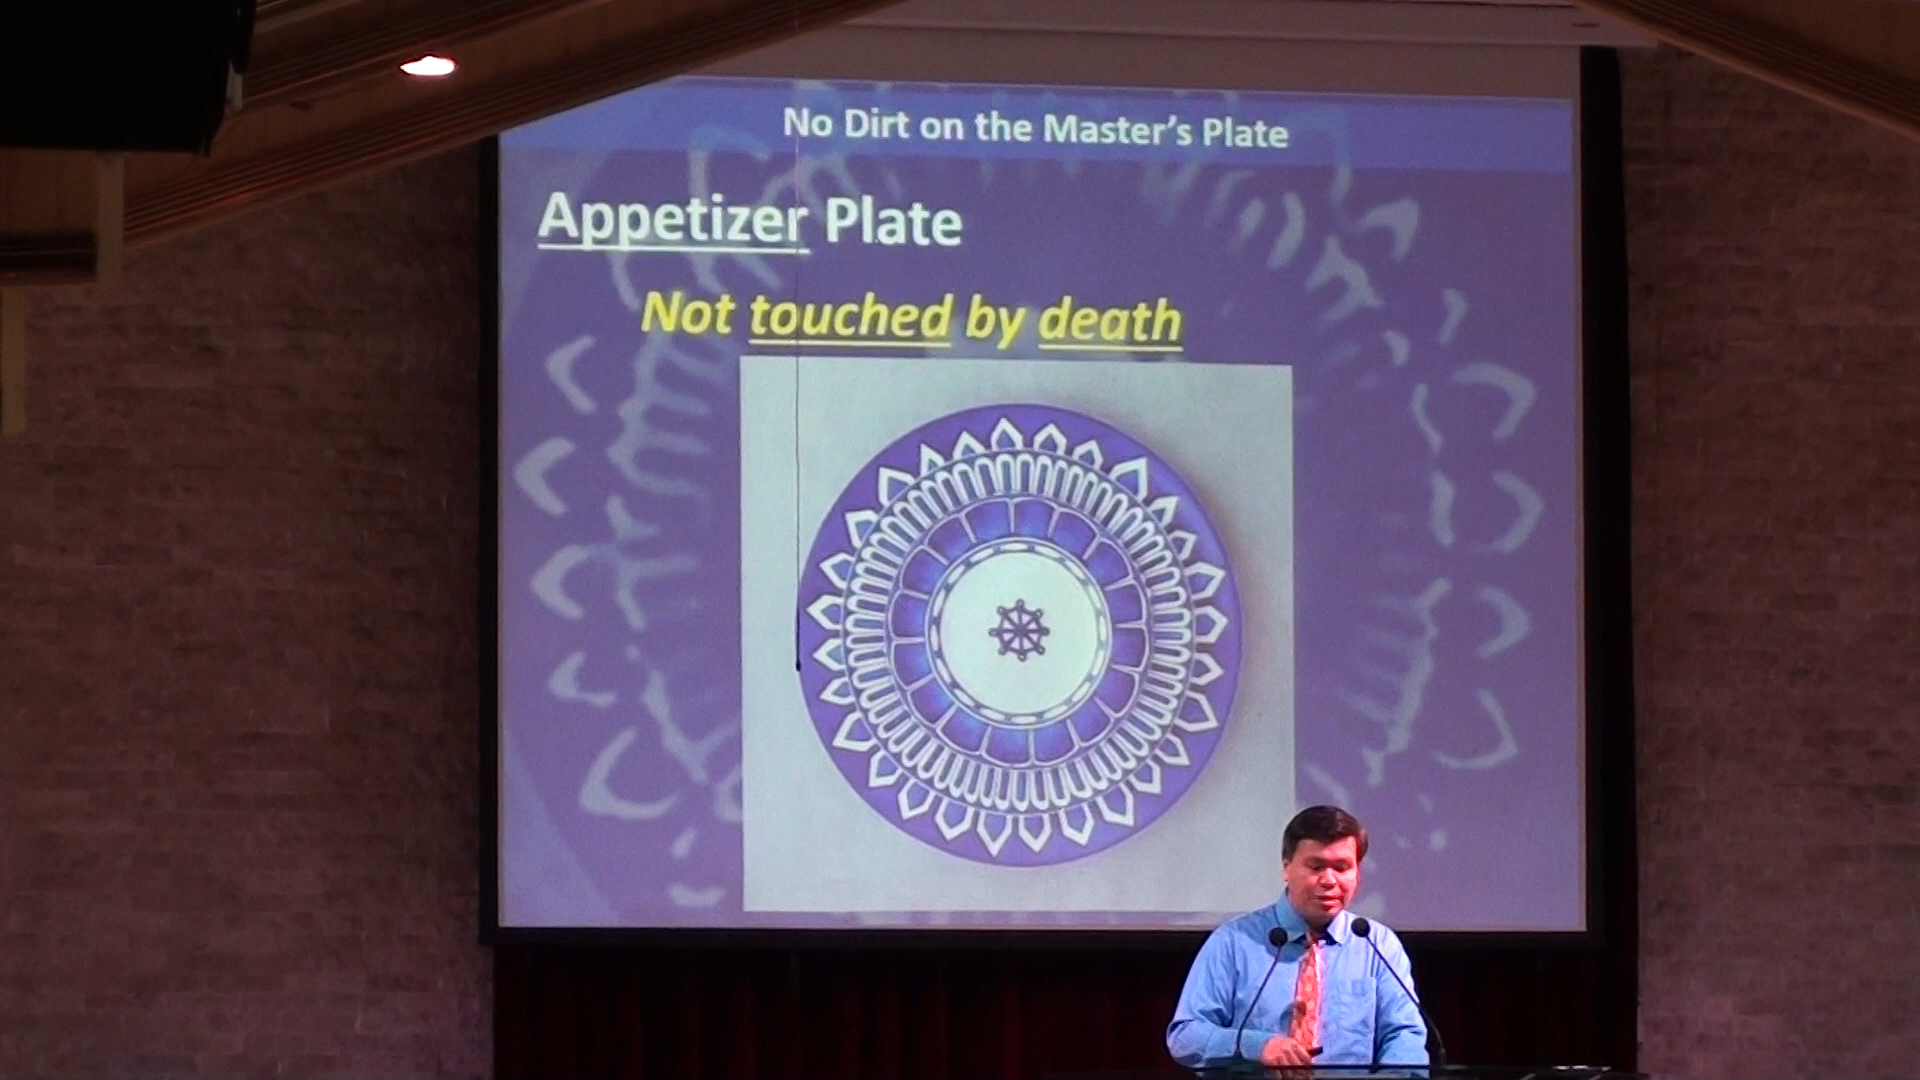 No Dirt on the Master's Plate
Appetizer Plate
Not touched by death